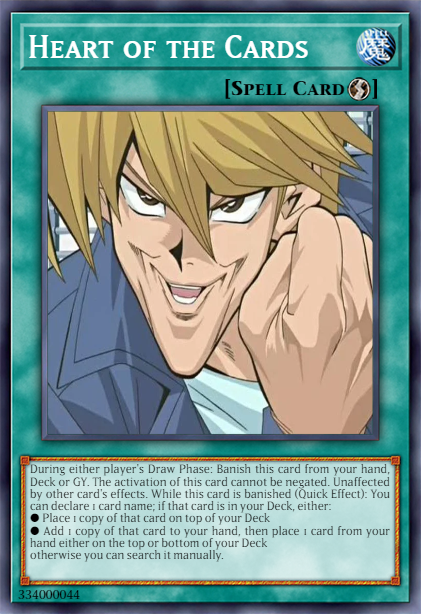 HEART OF THE CARDS
魔
[SPELL CARD]
During either player's Draw Phase: Banish this card from your hand,
Deck or GY. The activation of this card cannot be negated. Unaffected
by other card's effects. While this card is banished (Quick Effect): You
can declare 1 card name; if that card is in your Deck, either:
● Place 1 copy of that card on top of your Deck
● Add 1 copy of that card to your hand, then place 1 card from your
hand either on the top or bottom of your Deck
otherwise you can search it manually.
334000044